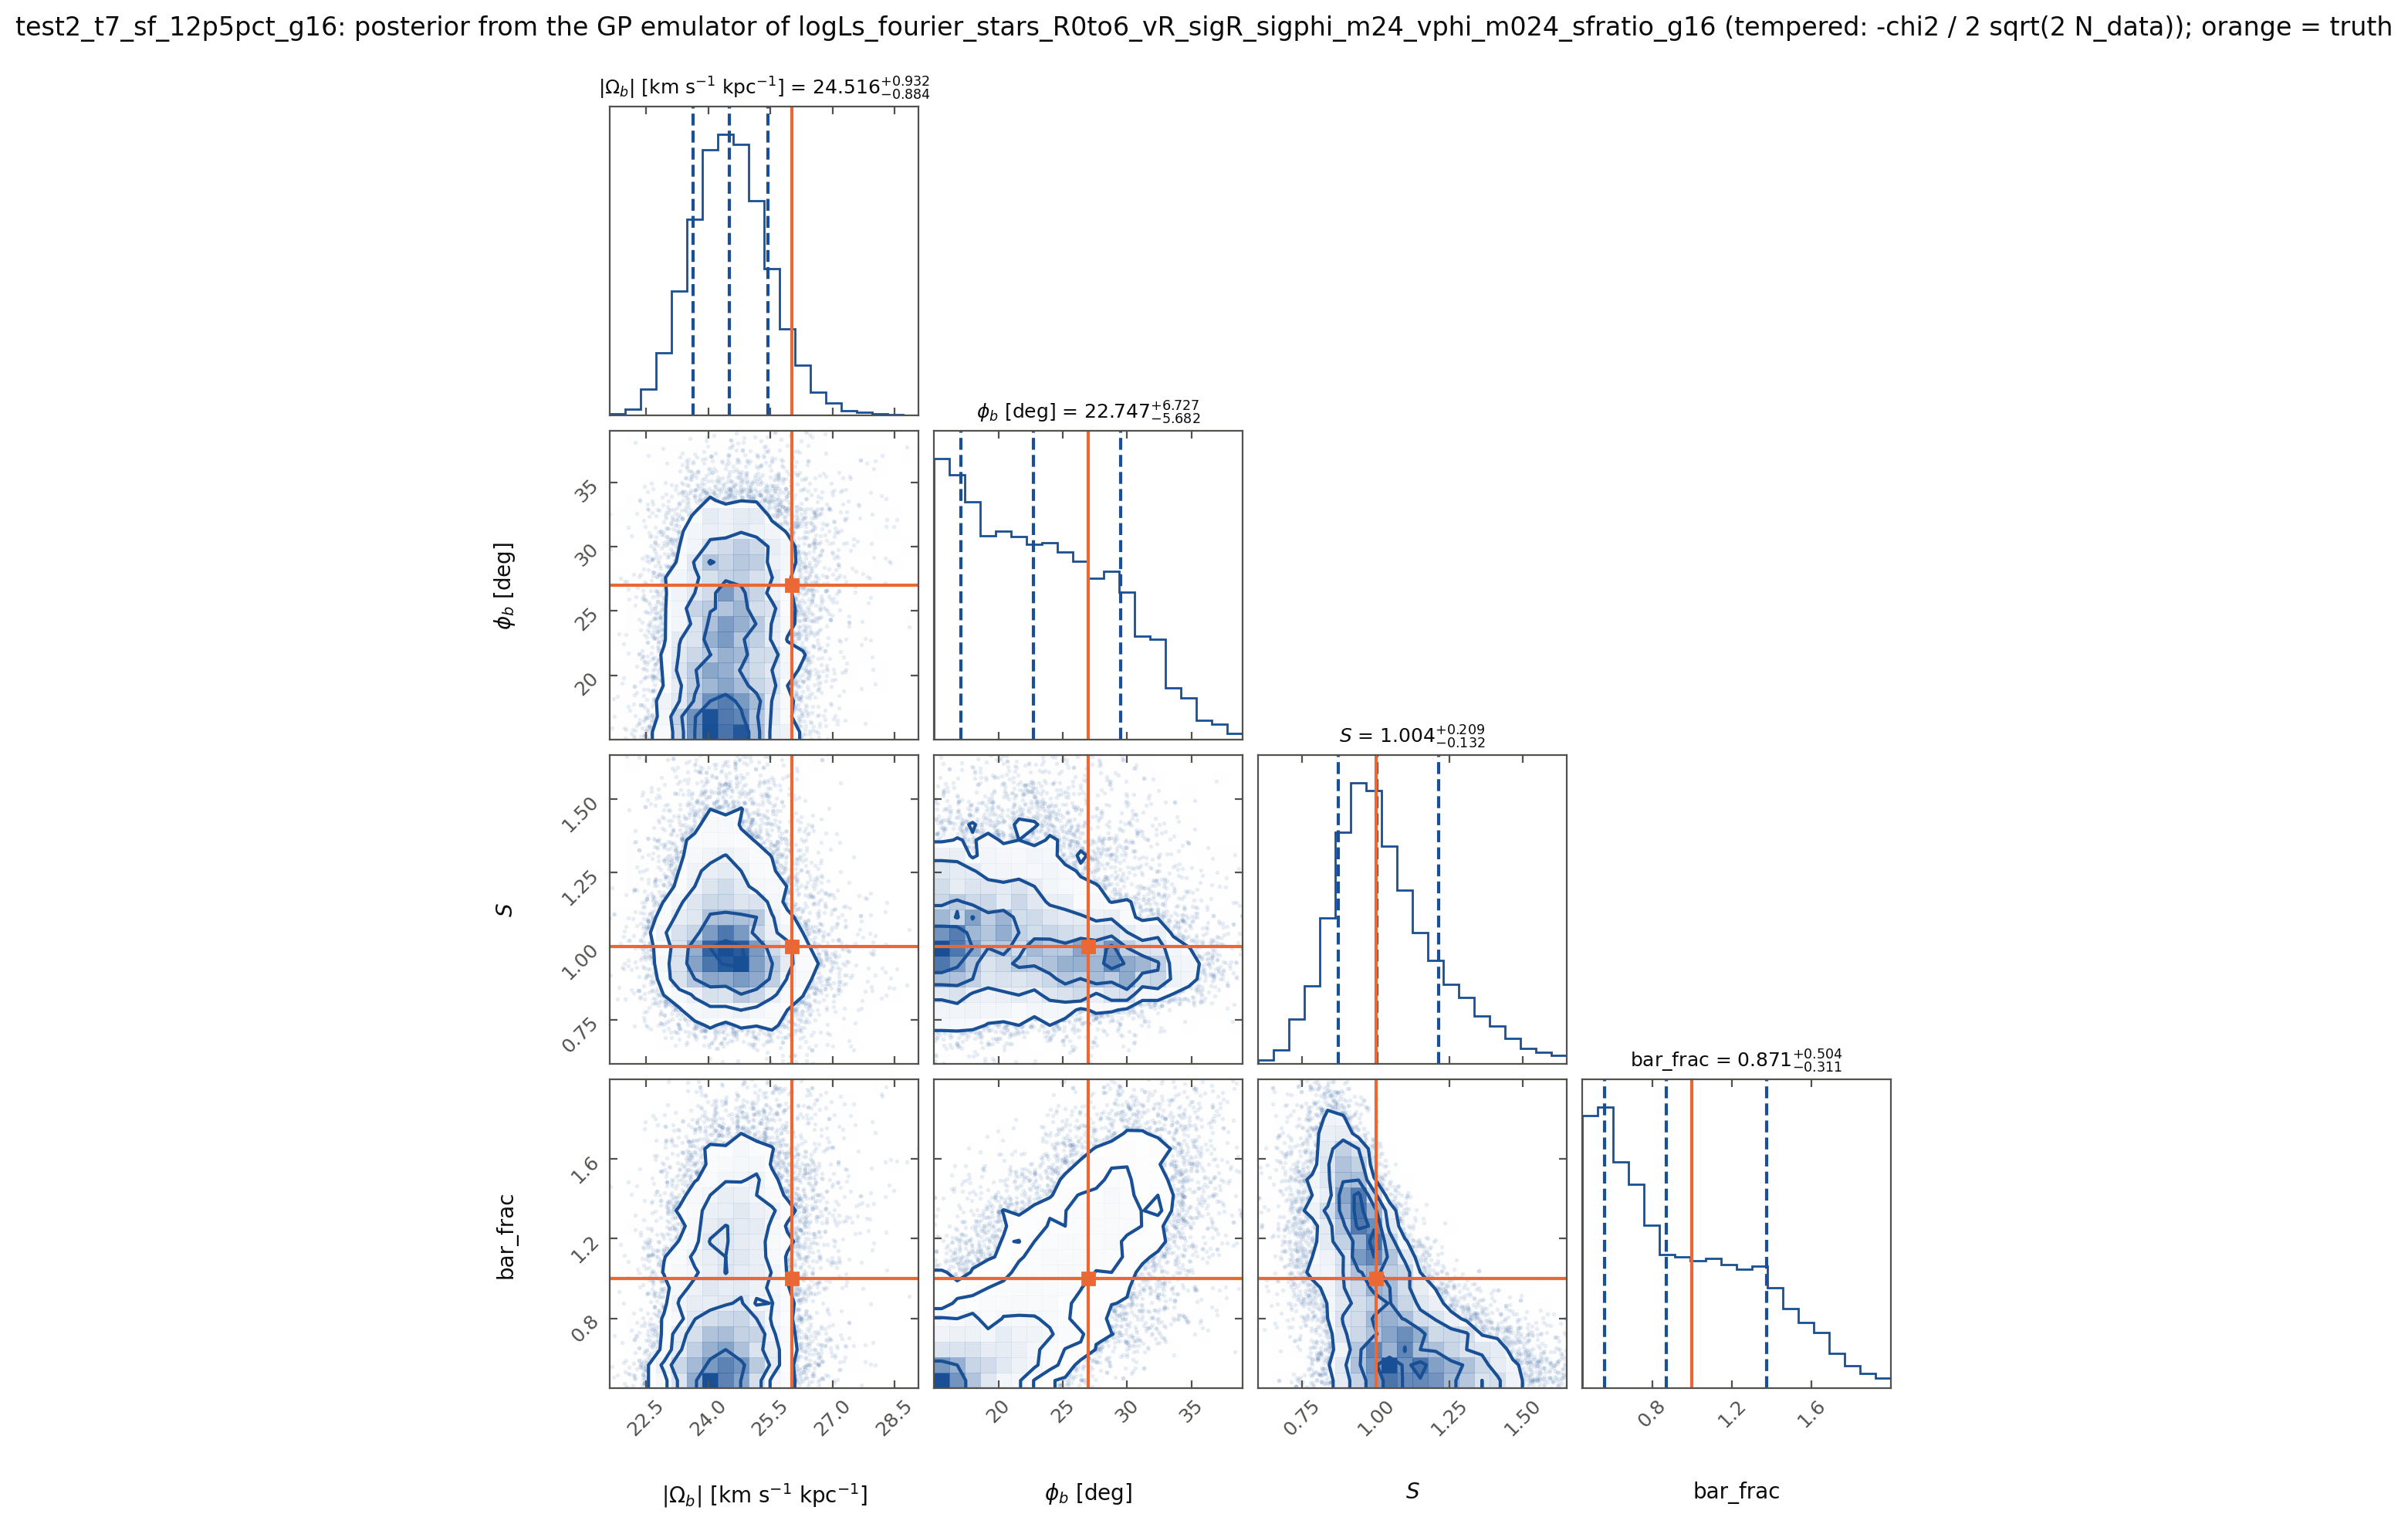 test2_t7_sf_12p5pct_g16: posterior from the GP emulator of logLs_fourier_stars_R0to6_vR_sigR_sigphi_m24_vphi_m024_sfratio_g16 (tempered: -chi2 / 2 sqrt(2 N_data)); orange = truth
|Ω_b| [km s⁻¹ kpc⁻¹] = 24.516^{+0.932}_{-0.884}
ϕ_b [deg] = 22.747^{+6.727}_{-5.682}
35
30
25
20
ϕ_b [deg]
S = 1.004^{+0.209}_{-0.132}
1.50
1.25
1.00
0.75
S
bar_frac = 0.871^{+0.504}_{-0.311}
1.6
1.2
0.8
bar_frac
22.5 24.0 25.5 27.0 28.5 20 25 30 35 0.75 1.00 1.25 1.50 0.8 1.2 1.6
|Ω_b| [km s⁻¹ kpc⁻¹] ϕ_b [deg] S bar_frac